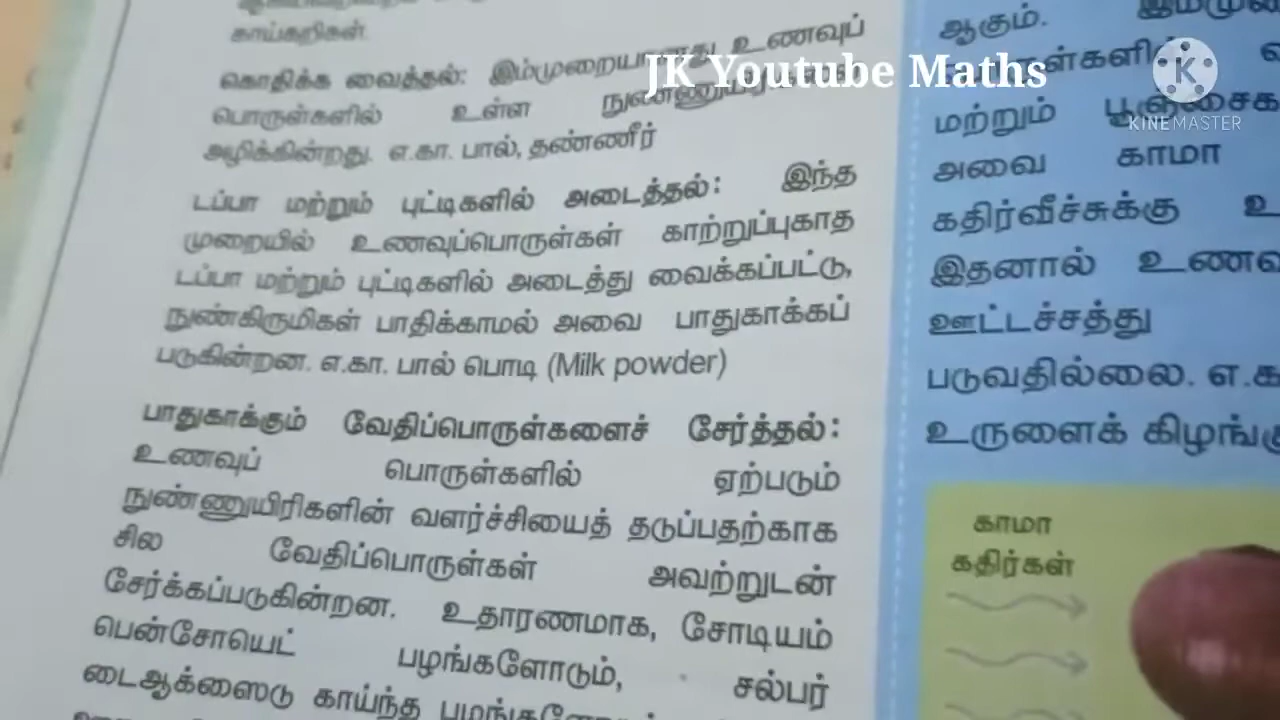 காய்கறிகள்.
கொதிக்க வைத்தல்: இம்முறையானது உணவுப்
பொருள்களில் உள்ள
அழிக்கின்றது. எ.கா. பால், தண்ணீர்
டப்பா மற்றும் புட்டிகளில் அடைத்தல்: இந்த
முறையில் உணவுப்பொருள்கள் காற்றுப்புகாத
டப்பா மற்றும் புட்டிகளில் அடைத்து வைக்கப்பட்டு,
நுண்கிருமிகள் பாதிக்காமல் அவை பாதுகாக்கப்
படுகின்றன. எ.கா. பால் பொடி (Milk powder)
பாதுகாக்கும் வேதிப்பொருள்களைச் சேர்த்தல்:
உணவுப் பொருள்களில் ஏற்படும்
நுண்ணுயிரிகளின் வளர்ச்சியைத் தடுப்பதற்காக
சில வேதிப்பொருள்கள் அவற்றுடன்
சேர்க்கப்படுகின்றன. உதாரணமாக, சோடியம்
பென்சோயெட் பழங்களோடும், சல்பர்
டைஆக்ஸைடு காய்ந்த
JK Youtube Maths
K
KINEMASTER
ஆகும்.
மற்றும்
அவை காமா
கதிர்வீச்சுக்கு
இதனால் உணவ
ஊட்டச்சத்து
படுவதில்லை. எ.க
உருளைக் கிழங்கு
காமா
கதிர்கள்